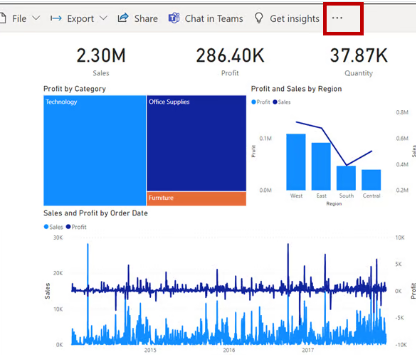 File Export Share Chat in Teams Get insights ...
2.30M 286.40K 37.87K
Sales Profit Quantity
Profit by Category
Technology
Office Supplies
Furniture
Profit and Sales by Region
Profit Sales
0.8M
0.1M 0.6M
Profit Sales
0.4M
0.0M 0.2M
West East South Central
Region
Sales and Profit by Order Date
Sales Profit
30K 10K
5K
20K
Sales 0K Profit
10K
-5K
0K -10K
2015 2016 2017